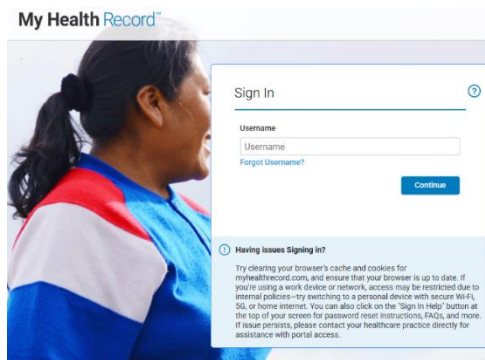 My Health Record™
Sign In
?
Username
Username
Forgot Username?
Continue
! Having issues Signing in?
Try clearing your browser's cache and cookies for
myhealthrecord.com, and ensure that your browser is up to date. If
you're using a work device or network, access may be restricted due to
internal policies—try switching to a personal device with secure Wi-Fi,
5G, or home internet. You can also click on the "Sign In Help" button at
the top of your screen for password reset instructions, FAQs, and more.
If issue persists, please contact your healthcare practice directly for
assistance with portal access.